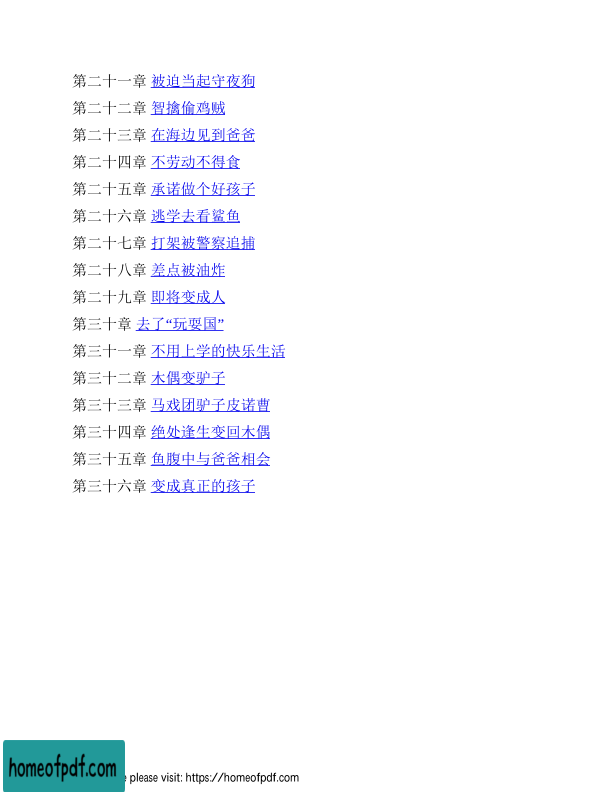 第二十一章 被迫当起守夜狗
第二十二章 智擒偷鸡贼
第二十三章 在海边见到爸爸
第二十四章 不劳动不得食
第二十五章 承诺做个好孩子
第二十六章 逃学去看鲨鱼
第二十七章 打架被警察追捕
第二十八章 差点被油炸
第二十九章 即将变成人
第三十章 去了“玩耍国”
第三十一章 不用上学的快乐生活
第三十二章 木偶变驴子
第三十三章 马戏团驴子皮诺曹
第三十四章 绝处逢生变回木偶
第三十五章 鱼腹中与爸爸相会
第三十六章 变成真正的孩子
homeofpdf.com
please visit: https://homeofpdf.com